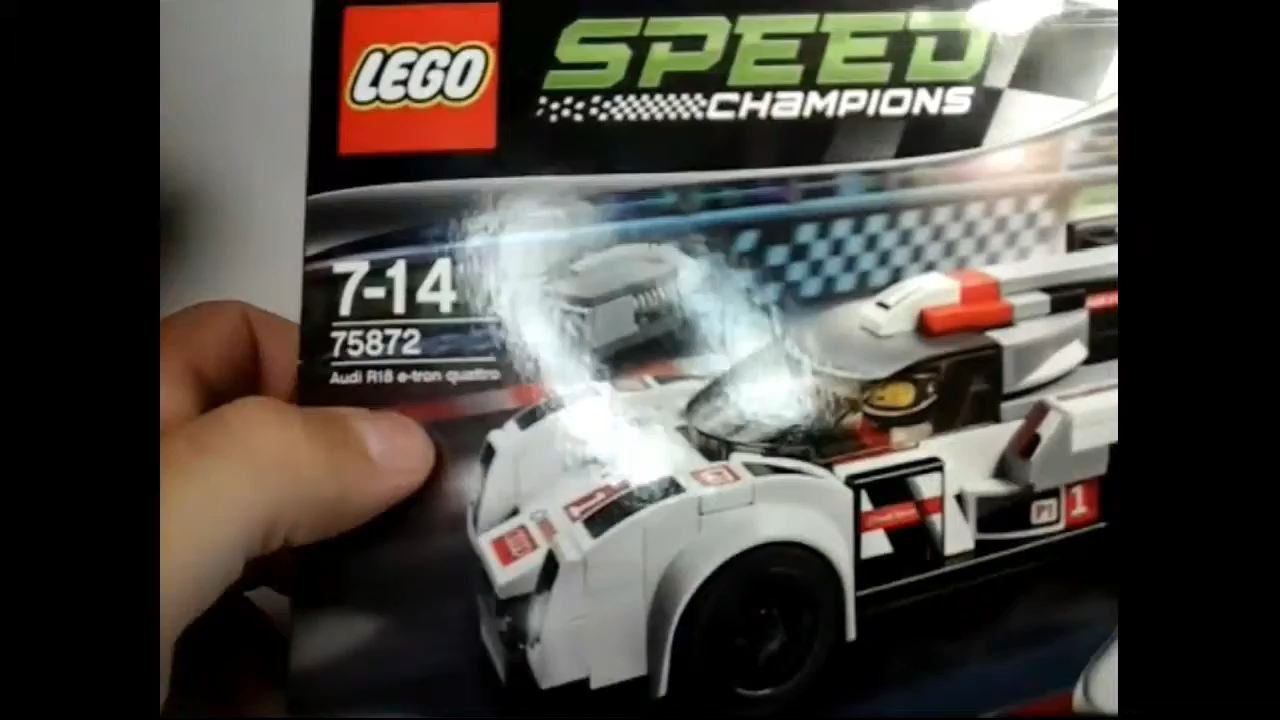 LEGO
SPEED
CHAMPIONS
7-14
75872
Audi R18 e-tron quattro
1